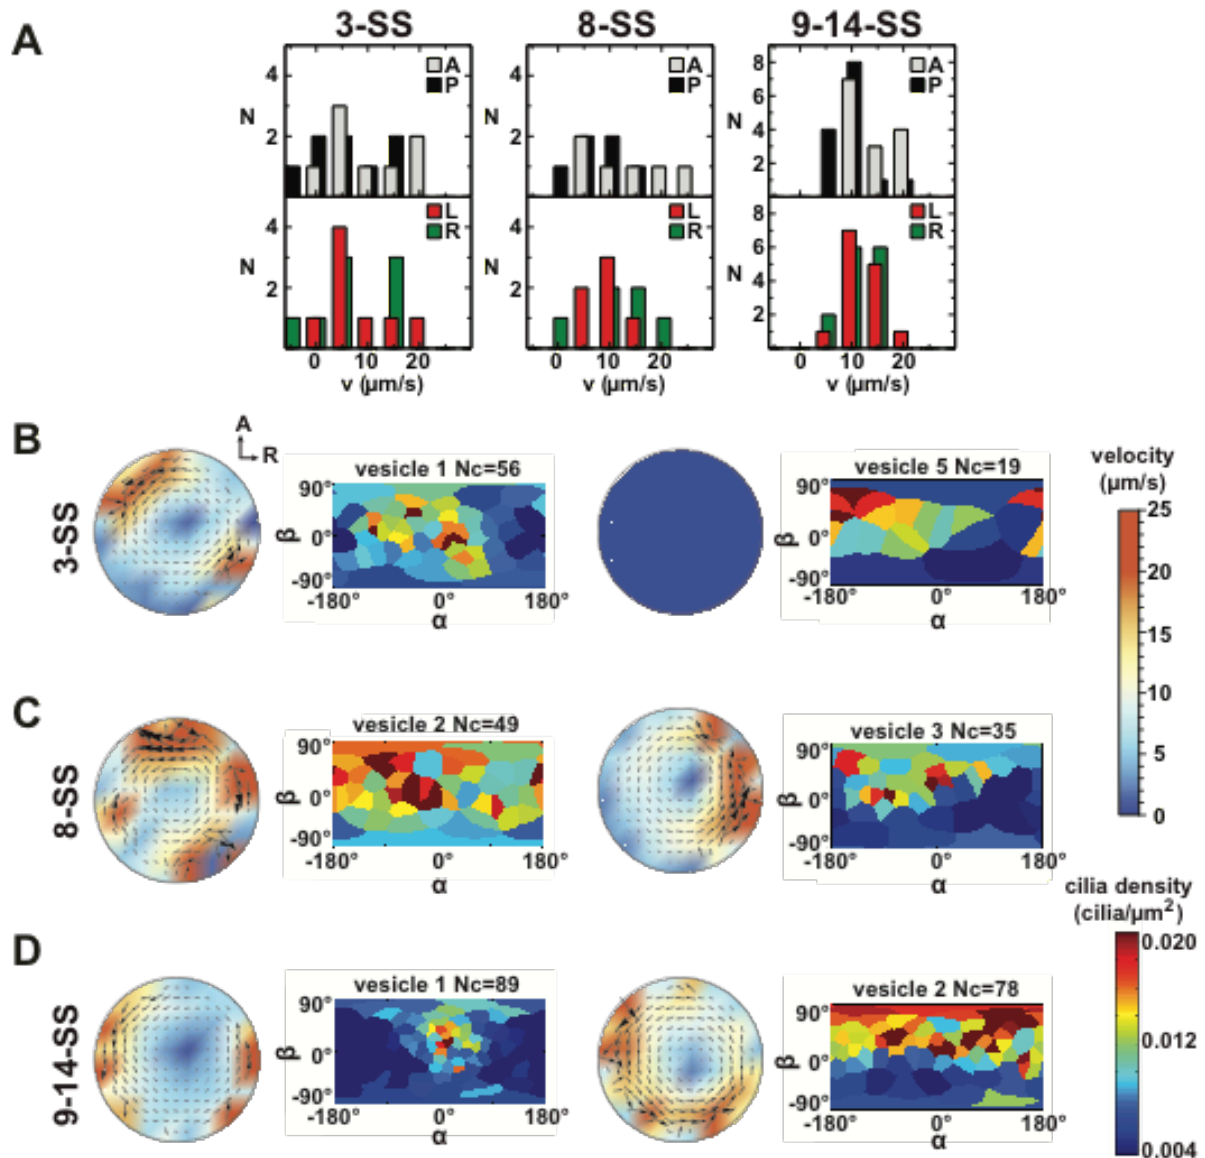 A
3-SS
8-SS
9-14-SS
4
2
N
A
P
4
2
N
A
P
8
6
4
2
N
A
P
4
2
N
L
R
0
10
20
v (µm/s)
4
2
N
L
R
0
10
20
v (µm/s)
8
6
4
2
N
L
R
0
10
20
v (µm/s)
B
3-SS
A
R
vesicle 1 Nc=56
90°
0°
-90°
β
-180°
0°
180°
α
vesicle 5 Nc=19
90°
0°
-90°
β
-180°
0°
180°
α
velocity
(µm/s)
25
20
15
10
5
0
C
8-SS
vesicle 2 Nc=49
90°
0°
-90°
β
-180°
0°
180°
α
vesicle 3 Nc=35
90°
0°
-90°
β
-180°
0°
180°
α
cilia density
(cilia/µm²)
0.020
0.012
0.004
D
9-14-SS
vesicle 1 Nc=89
90°
0°
-90°
β
-180°
0°
180°
α
vesicle 2 Nc=78
90°
0°
-90°
β
-180°
0°
180°
α